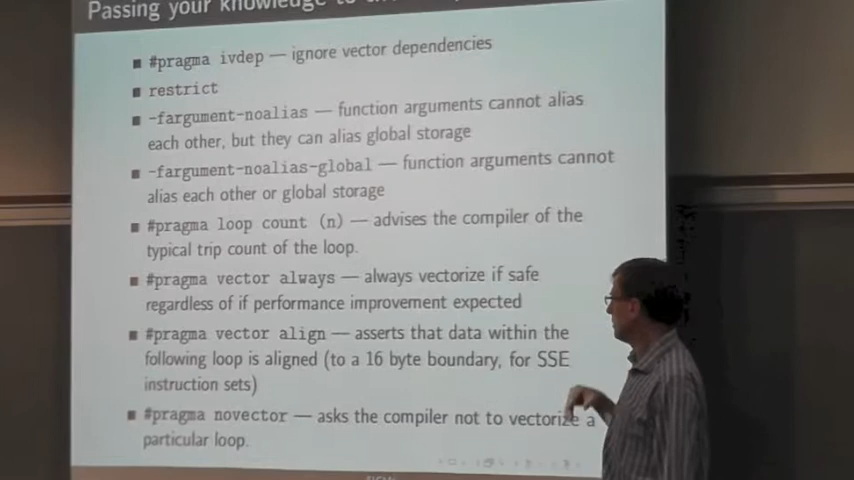 Passing your knowledge to
#pragma ivdep — ignore vector dependencies
restrict
-fargument-noalias — function arguments cannot alias
each other, but they can alias global storage
-fargument-noalias-global — function arguments cannot
alias each other or global storage
#pragma loop count (n) — advises the compiler of the
typical trip count of the loop.
#pragma vector always — always vectorize if safe
regardless of if performance improvement expected
#pragma vector align — asserts that data within the
following loop is aligned (to a 16 byte boundary, for SSE
instruction sets)
#pragma novector — asks the compiler not to vectorize a
particular loop.